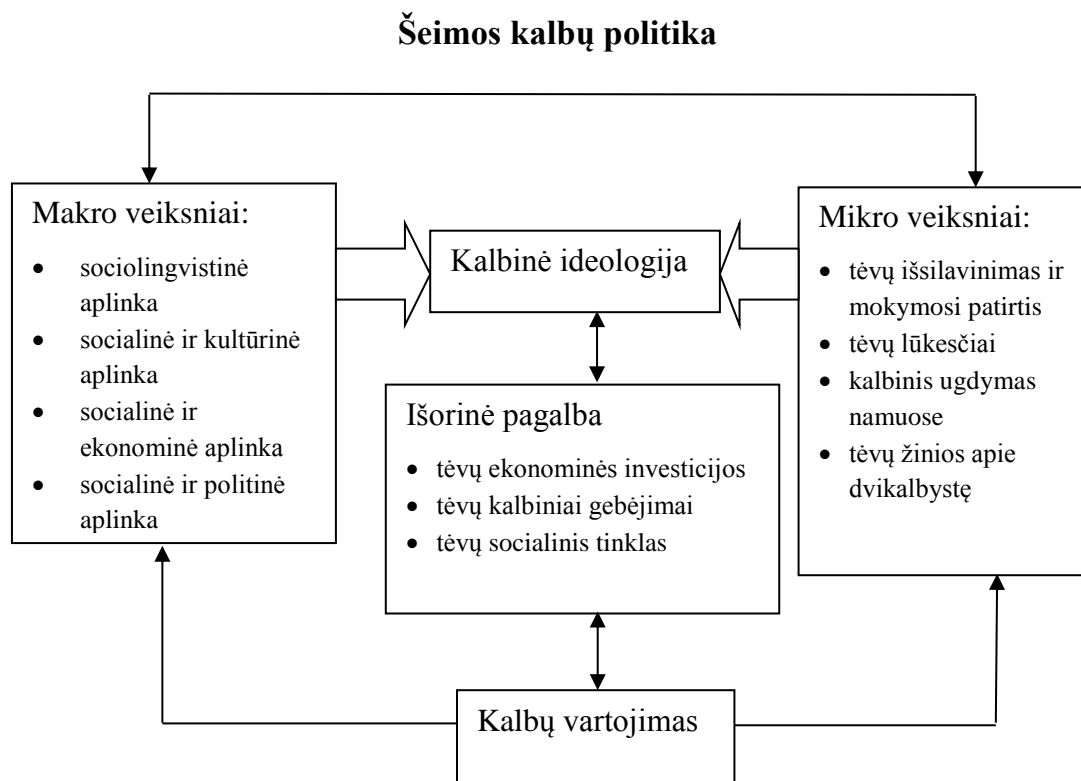 Šeimos kalbų politika
Makro veiksniai:
• sociolingvistinė
aplinka
• socialinė ir kultūrinė
aplinka
• socialinė ir
ekonominė aplinka
• socialinė ir politinė
aplinka
Kalbinė ideologija
Išorinė pagalba
• tėvų ekonominės investicijos
• tėvų kalbiniai gebėjimai
• tėvų socialinis tinklas
Mikro veiksniai:
• tėvų išsilavinimas ir
mokymosi patirtis
• tėvų lūkesčiai
• kalbinis ugdymas
namuose
• tėvų žinios apie
dvikalbystę
Kalbų vartojimas